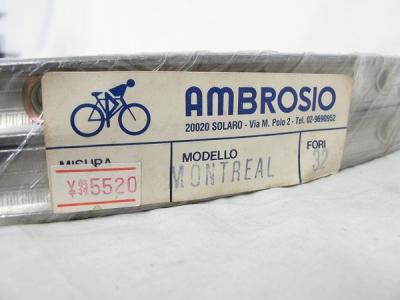 AMBROSIO
20020 SOLARO - Via M. Polo 2 - Tel. 02-9690952
MISURA
MODELLO
FORI
MONTREAL
32
¥5520